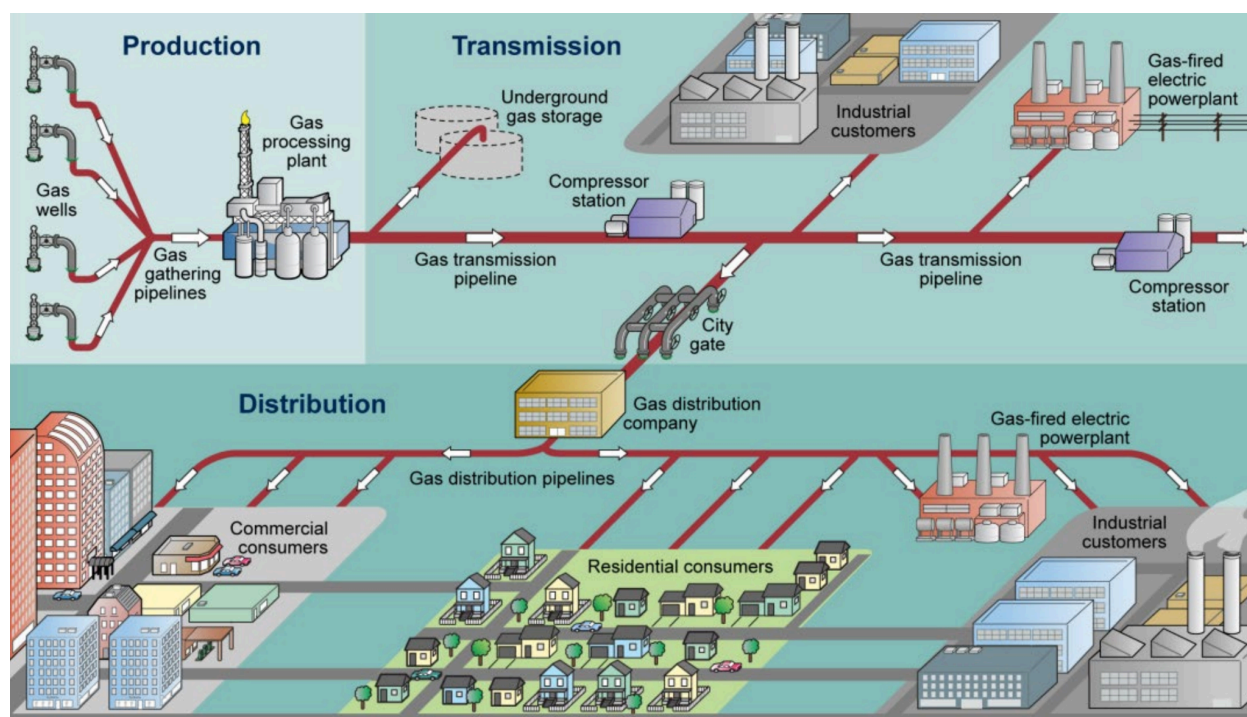 Production
Gas
wells
Gas
gathering
pipelines
Gas
processing
plant
Transmission
Underground
gas storage
Gas transmission
pipeline
Compressor
station
Industrial
customers
Gas-fired
electric
powerplant
Gas transmission
pipeline
Compressor
station
City
gate
Distribution
Gas distribution
company
Gas distribution pipelines
Commercial
consumers
Residential consumers
Gas-fired electric
powerplant
Industrial
customers